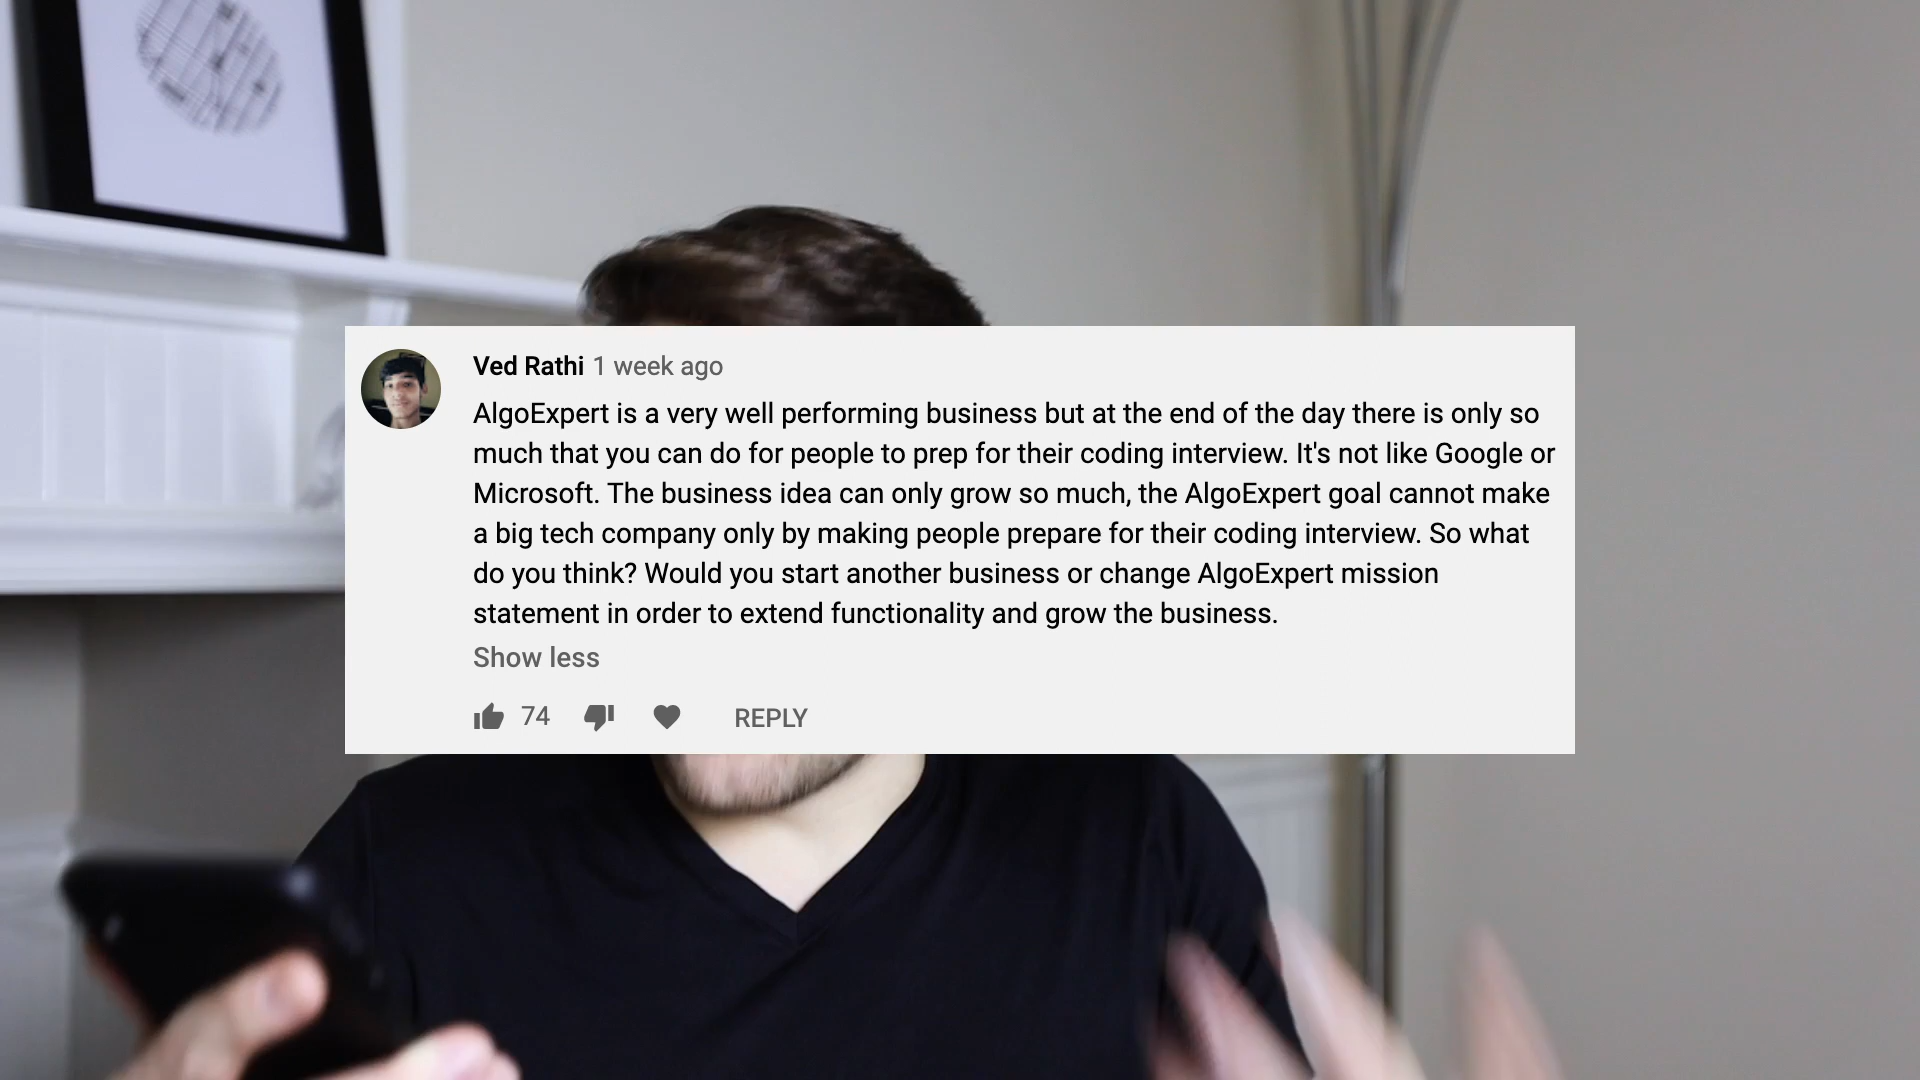 Ved Rathi 1 week ago
AlgoExpert is a very well performing business but at the end of the day there is only so
much that you can do for people to prep for their coding interview. It's not like Google or
Microsoft. The business idea can only grow so much, the AlgoExpert goal cannot make
a big tech company only by making people prepare for their coding interview. So what
do you think? Would you start another business or change AlgoExpert mission
statement in order to extend functionality and grow the business.
Show less
74 REPLY